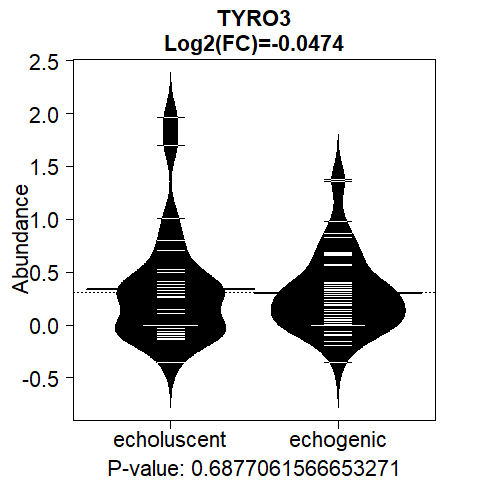 TYRO3
Log2(FC)=-0.0474
2.5
2.0
1.5
1.0
0.5
0.0
-0.5
Abundance
echoluscent echogenic
P-value: 0.6877061566653271